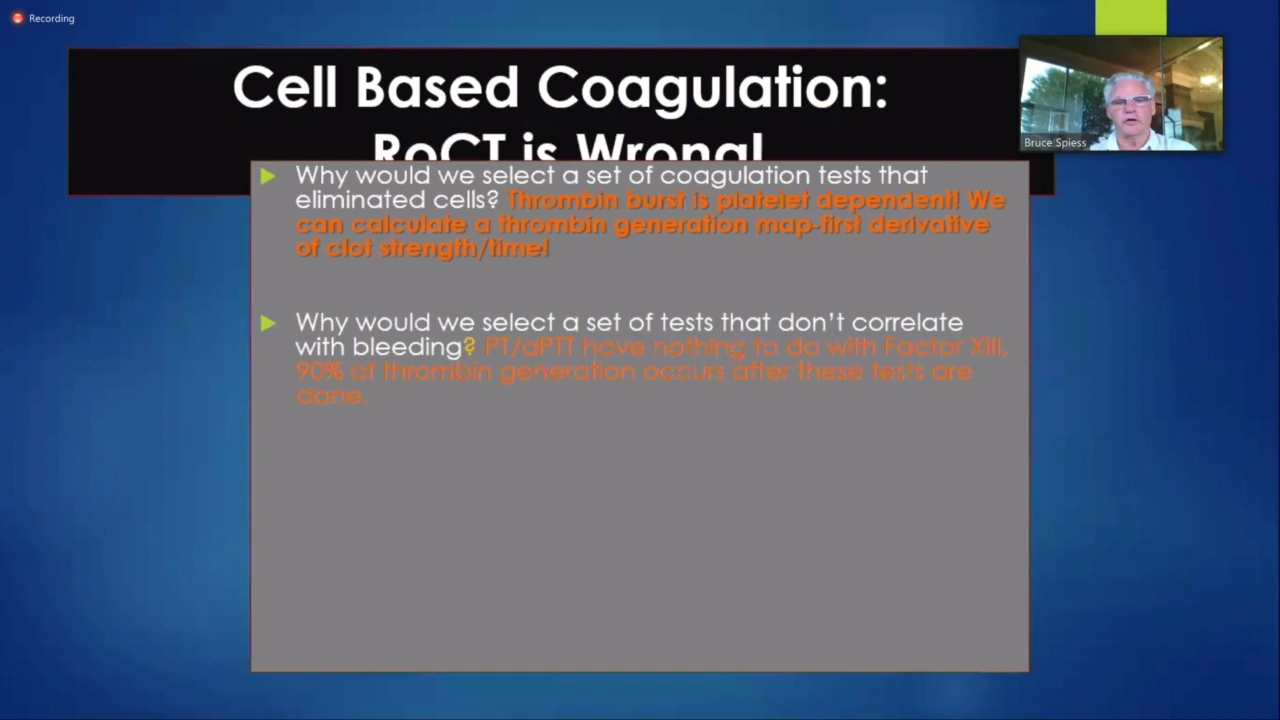 Recording
Cell Based Coagulation:
RoCT is Wrong!
Bruce Spiess
Why would we select a set of coagulation tests that
eliminated cells? Thrombin burst is platelet dependent! We
can calculate a thrombin generation map-first derivative
of clot strength/time!
Why would we select a set of tests that don't correlate
with bleeding? PT/aPTT have nothing to do with Factor XIII,
90% of thrombin generation occurs after these tests are
done.